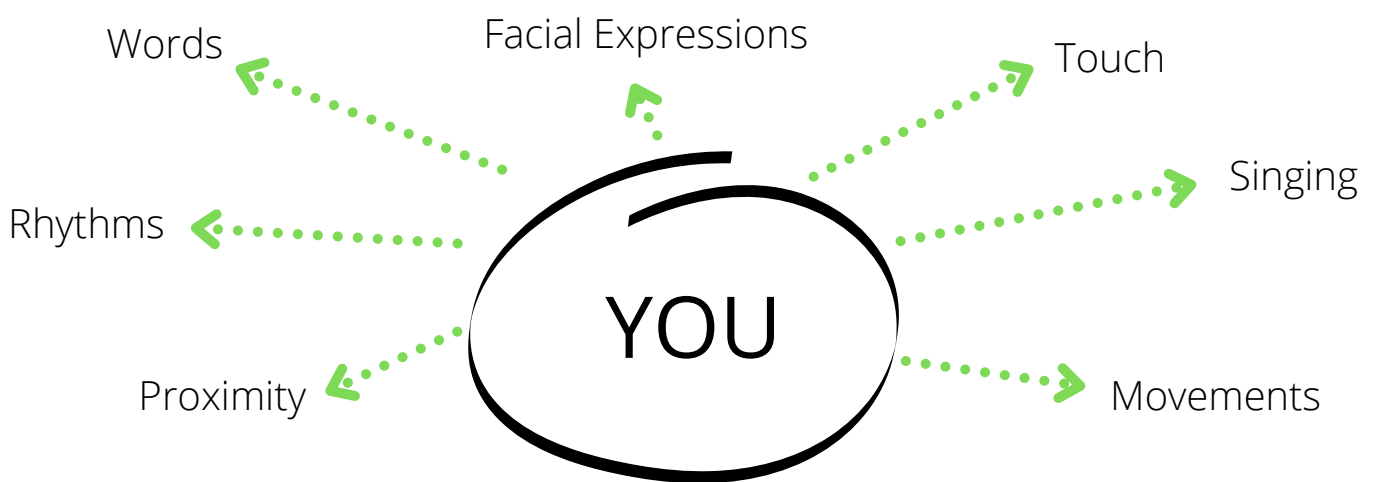 Words
Facial Expressions
Touch
Singing
Rhythms
YOU
Proximity
Movements